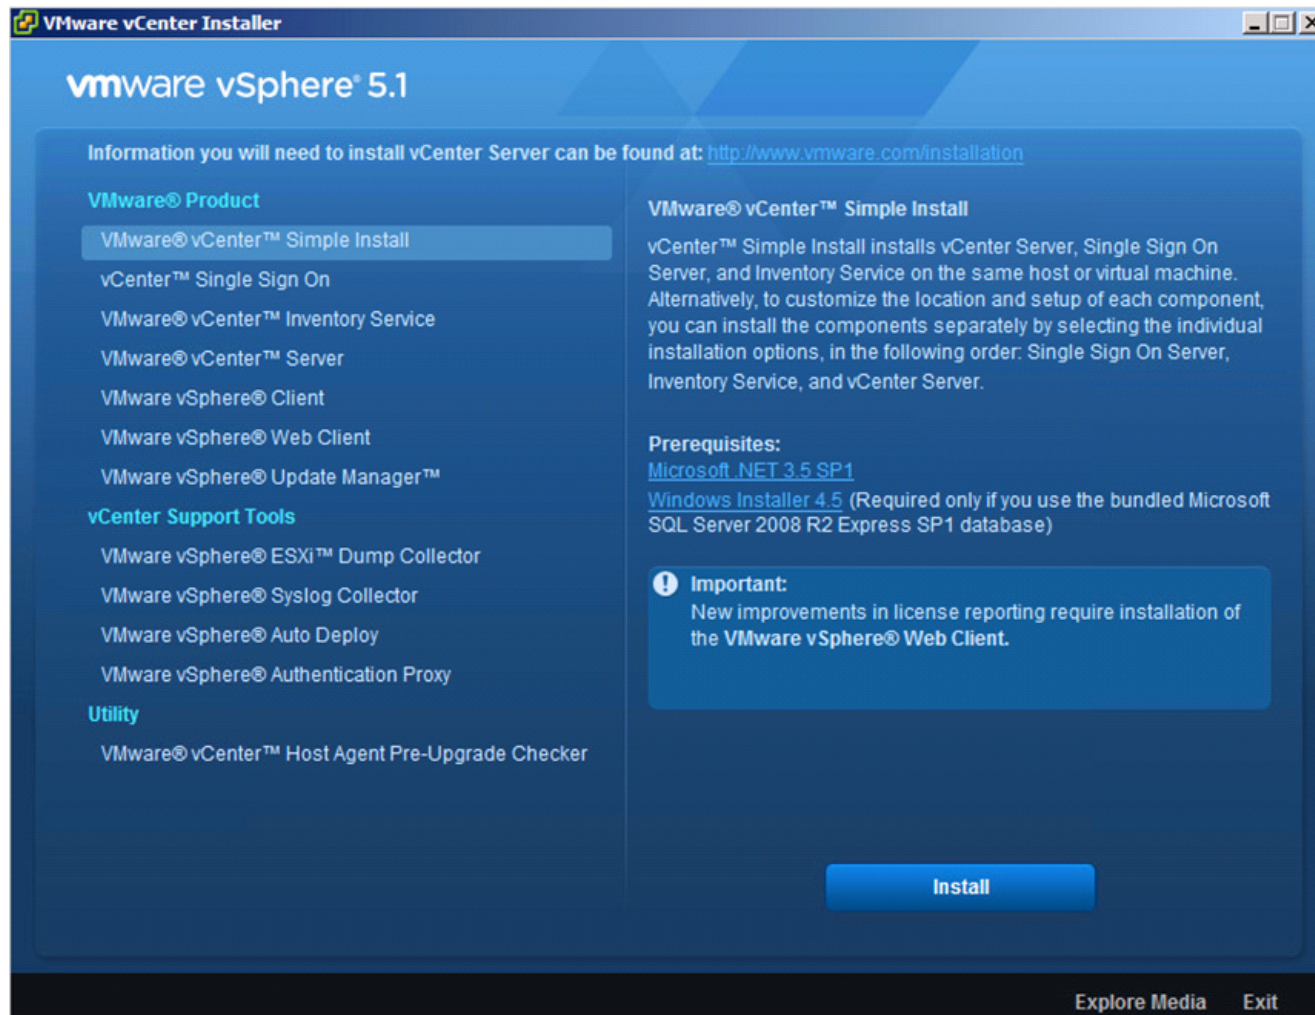 VMware vCenter Installer
vmware vSphere® 5.1
Information you will need to install vCenter Server can be found at: http://www.vmware.com/installation
VMware® Product
VMware® vCenter™ Simple Install
vCenter™ Single Sign On
VMware® vCenter™ Inventory Service
VMware® vCenter™ Server
VMware vSphere® Client
VMware vSphere® Web Client
VMware vSphere® Update Manager™
vCenter Support Tools
VMware vSphere® ESXi™ Dump Collector
VMware vSphere® Syslog Collector
VMware vSphere® Auto Deploy
VMware vSphere® Authentication Proxy
Utility
VMware® vCenter™ Host Agent Pre-Upgrade Checker
VMware® vCenter™ Simple Install
vCenter™ Simple Install installs vCenter Server, Single Sign On
Server, and Inventory Service on the same host or virtual machine.
Alternatively, to customize the location and setup of each component,
you can install the components separately by selecting the individual
installation options, in the following order: Single Sign On Server,
Inventory Service, and vCenter Server.
Prerequisites:
Microsoft .NET 3.5 SP1
Windows Installer 4.5 (Required only if you use the bundled Microsoft
SQL Server 2008 R2 Express SP1 database)
Important:
New improvements in license reporting require installation of
the VMware vSphere® Web Client.
Install
Explore Media Exit